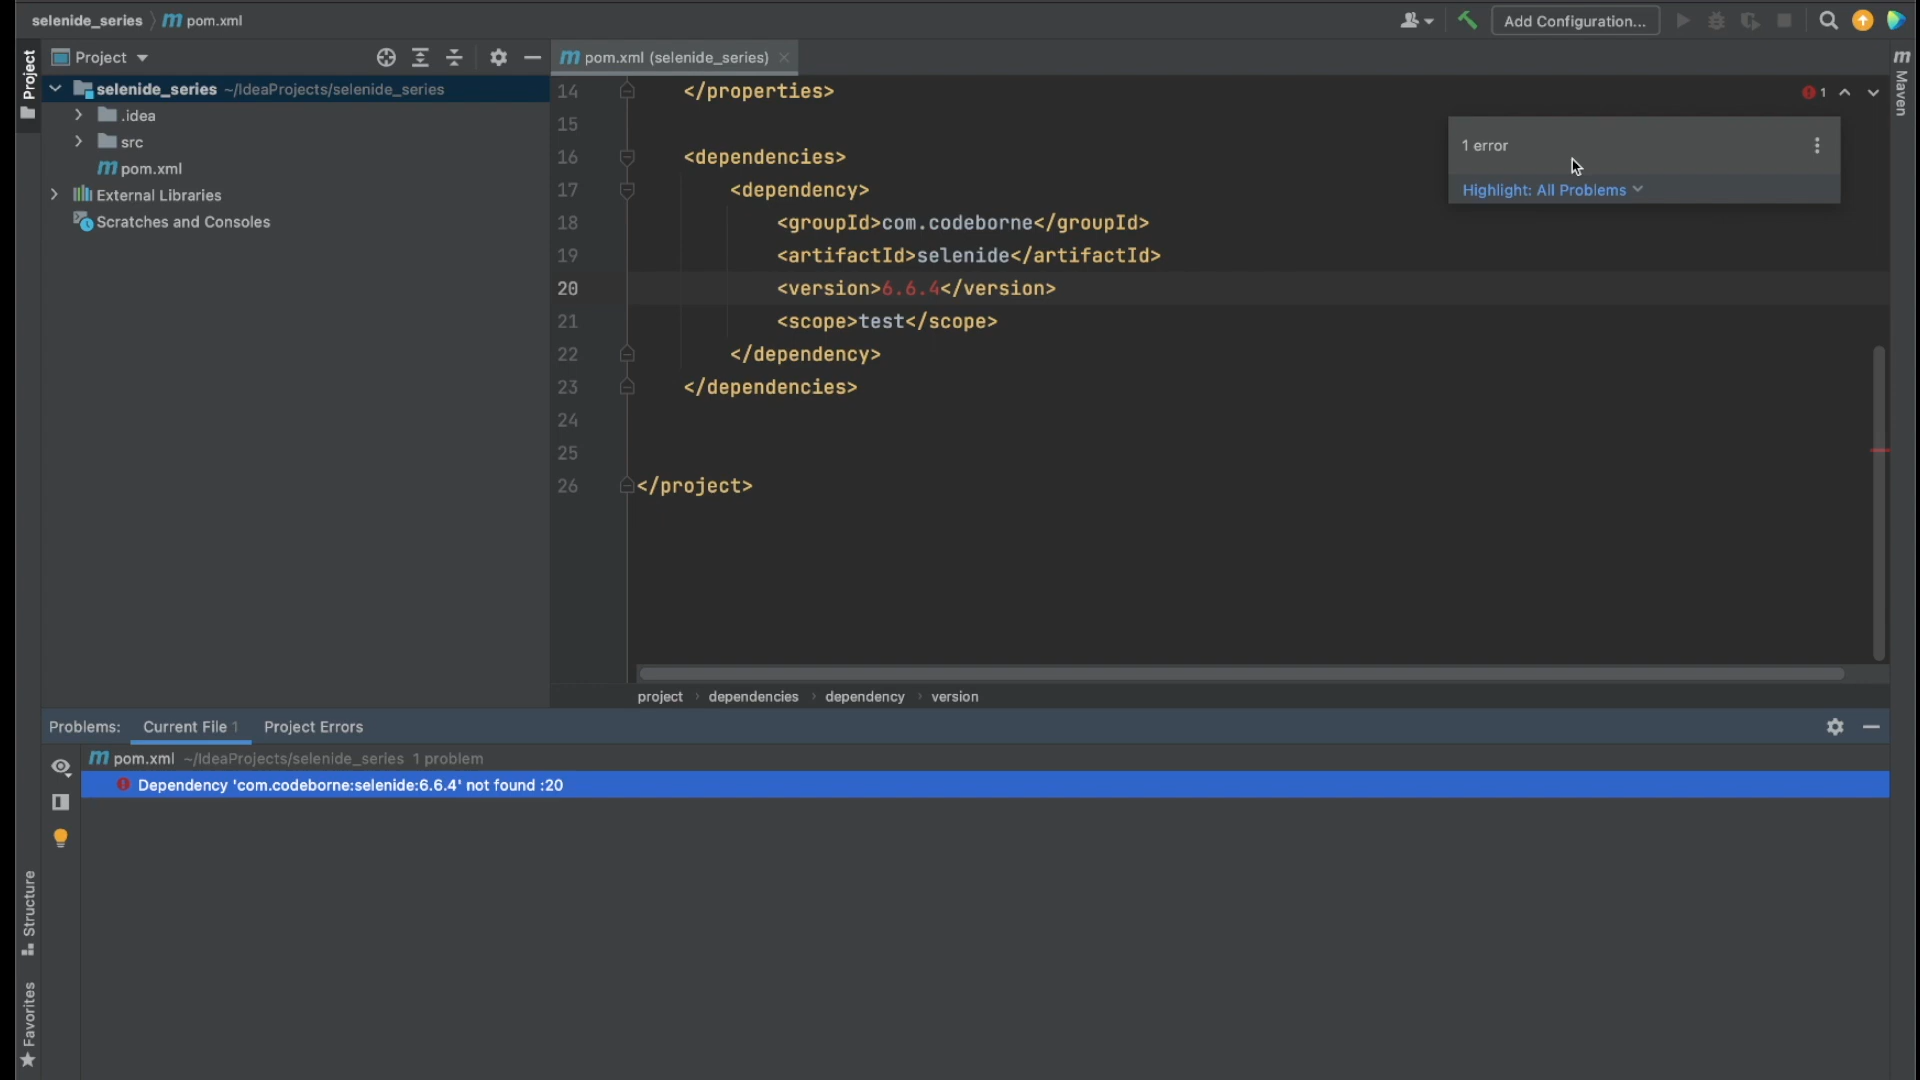 selenide_series
pom.xml
Add Configuration...
Project
Project
pom.xml (selenide_series)
selenide_series ~/IdeaProjects/selenide_series
.idea
src
pom.xml
External Libraries
Scratches and Consoles
14 </properties>
15
16 <dependencies>
17 <dependency>
18 <groupId>com.codeborne</groupId>
19 <artifactId>selenide</artifactId>
20 <version>6.6.4</version>
21 <scope>test</scope>
22 </dependency>
23 </dependencies>
24
25
26 </project>
1
1 error
Highlight: All Problems
Maven
project dependencies dependency version
Problems: Current File 1 Project Errors
pom.xml ~/IdeaProjects/selenide_series 1 problem
Dependency 'com.codeborne:selenide:6.6.4' not found :20
Structure
Favorites